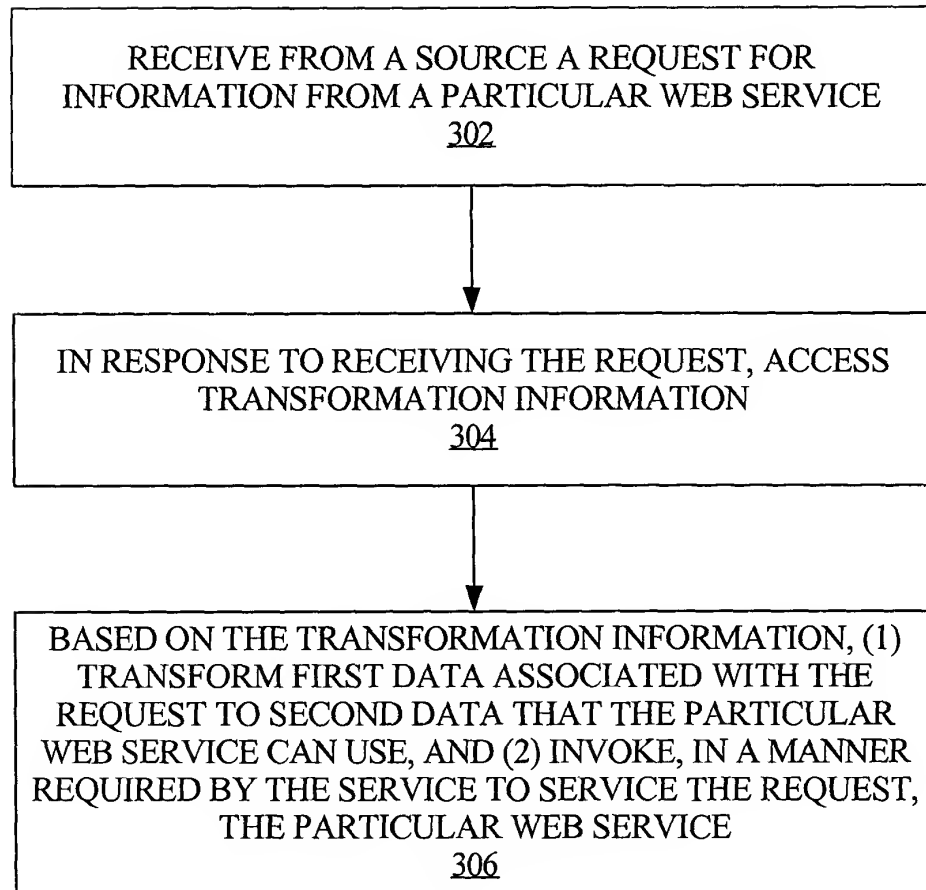 RECEIVE FROM A SOURCE A REQUEST FOR
INFORMATION FROM A PARTICULAR WEB SERVICE
302
IN RESPONSE TO RECEIVING THE REQUEST, ACCESS
TRANSFORMATION INFORMATION
304
BASED ON THE TRANSFORMATION INFORMATION, (1)
TRANSFORM FIRST DATA ASSOCIATED WITH THE
REQUEST TO SECOND DATA THAT THE PARTICULAR
WEB SERVICE CAN USE, AND (2) INVOKE, IN A MANNER
REQUIRED BY THE SERVICE TO SERVICE THE REQUEST,
THE PARTICULAR WEB SERVICE
306